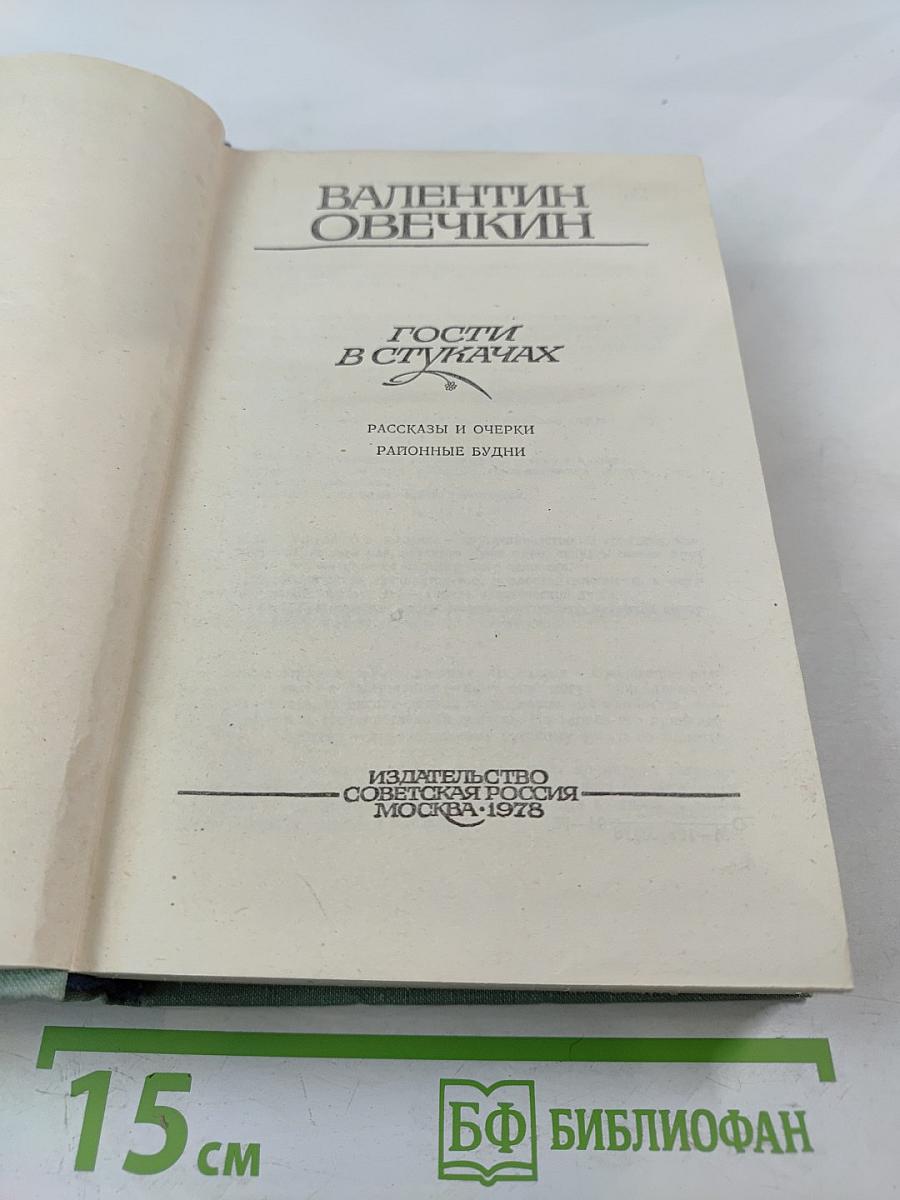 ВАЛЕНТИН
ОВЕЧКИН
ГОСТИ
В СТУКАЧАХ
РАССКАЗЫ И ОЧЕРКИ
РАЙОННЫЕ БУДНИ
ИЗДАТЕЛЬСТВО
СОВЕТСКАЯ РОССИЯ
МОСКВА·1978
15 см
БФ БИБЛИОФАН